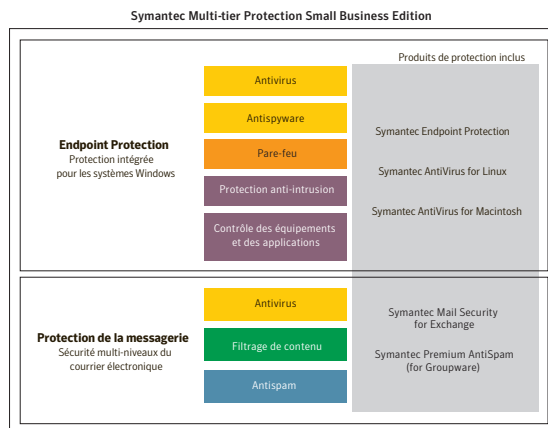 Symantec Multi-tier Protection Small Business Edition
Produits de protection inclus
Endpoint Protection
Protection intégrée
pour les systèmes Windows
Antivirus
Antispyware
Pare-feu
Protection anti-intrusion
Contrôle des équipements
et des applications
Symantec Endpoint Protection
Symantec AntiVirus for Linux
Symantec AntiVirus for Macintosh
Protection de la messagerie
Sécurité multi-niveaux du
courrier électronique
Antivirus
Filtrage de contenu
Antispam
Symantec Mail Security
for Exchange
Symantec Premium AntiSpam
(for Groupware)